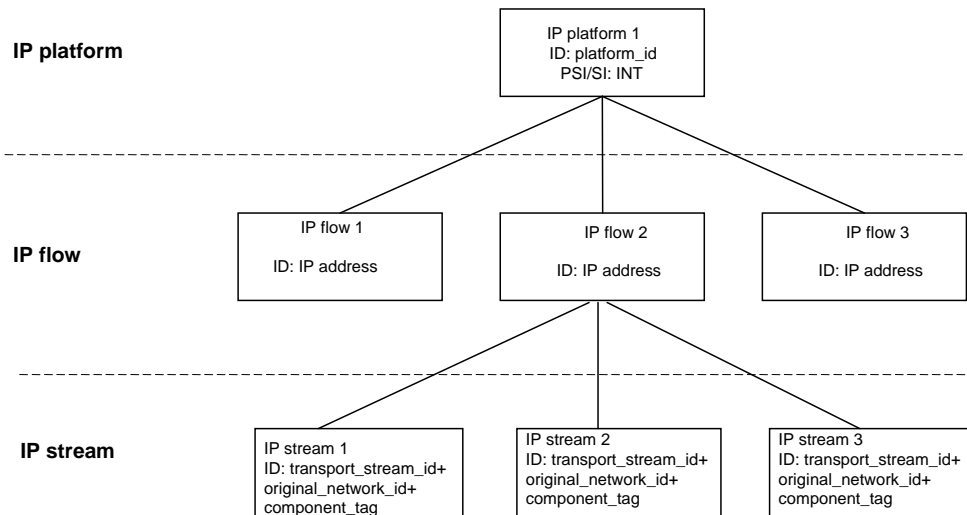 IP platform
IP platform 1
ID: platform_id
PSI/SI: INT
IP flow
IP flow 1
ID: IP address
IP flow 2
ID: IP address
IP flow 3
ID: IP address
IP stream
IP stream 1
ID: transport_stream_id+
original_network_id+
component_tag
IP stream 2
ID: transport_stream_id+
original_network_id+
component_tag
IP stream 3
ID: transport_stream_id+
original_network_id+
component_tag